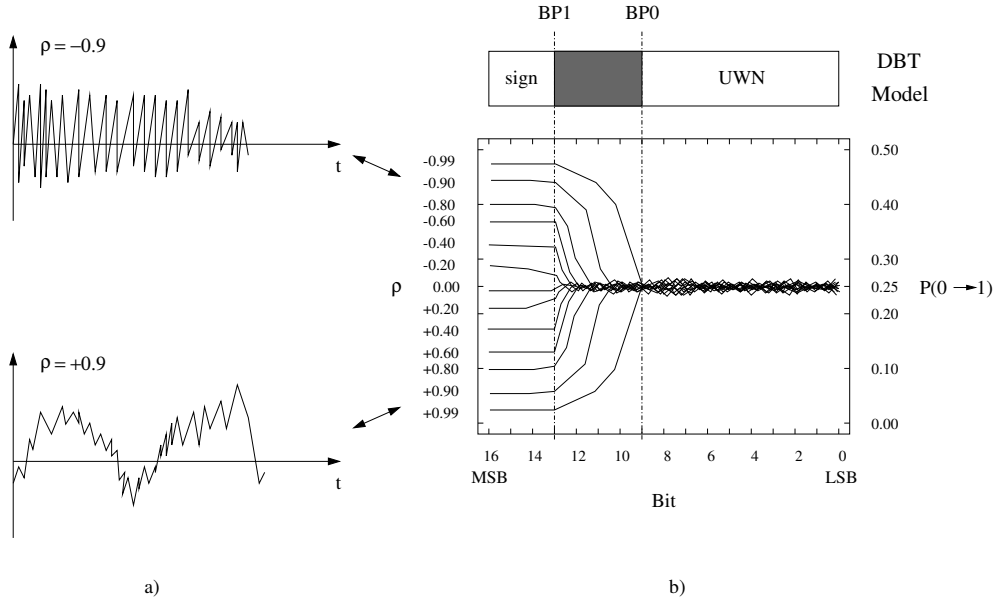 BP1 BP0
ρ = −0.9
sign UWN
DBT
Model
t
ρ
-0.99
-0.90
-0.80
-0.60
-0.40
-0.20
0.00
+0.20
+0.40
+0.60
+0.80
+0.90
+0.99
0.50
0.40
0.30
0.25
0.20
0.10
0.00
P(0 → 1)
ρ = +0.9
t
16 14 12 10 8 6 4 2 0
MSB LSB
Bit
a) b)